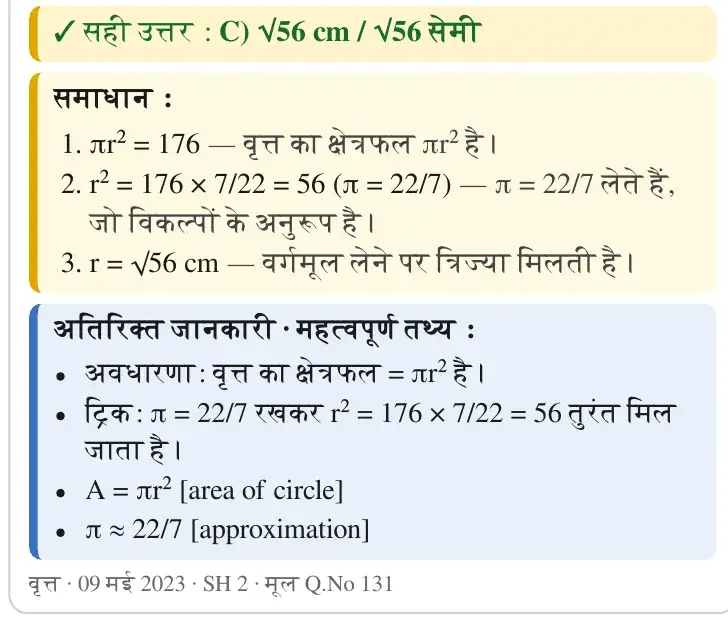 ✓ सही उत्तर : C) √56 cm / √56 सेमी
समाधान :
1. πr² = 176 — वृत्त का क्षेत्रफल πr² है।
2. r² = 176 × 7/22 = 56 (π = 22/7) — π = 22/7 लेते हैं,
जो विकल्पों के अनुरूप है।
3. r = √56 cm — वर्गमूल लेने पर त्रिज्या मिलती है।
अतिरिक्त जानकारी · महत्वपूर्ण तथ्य :
• अवधारणा : वृत्त का क्षेत्रफल = πr² है।
• ट्रिक : π = 22/7 रखकर r² = 176 × 7/22 = 56 तुरंत मिल
जाता है।
• A = πr² [area of circle]
• π ≈ 22/7 [approximation]
वृत्त · 09 मई 2023 · SH 2 · मूल Q.No 131